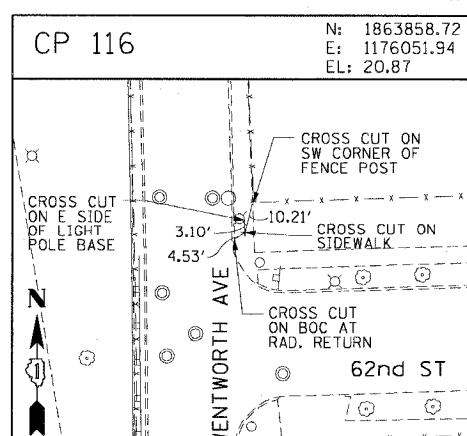 CP 116
N: 1863858.72
E: 1176051.94
EL: 20.87
CROSS CUT ON
SW CORNER OF
FENCE POST
CROSS CUT
ON E SIDE
OF LIGHT
POLE BASE
10.21'
3.10'
4.53'
CROSS CUT ON
SIDEWALK
CROSS CUT
ON BOC AT
RAD. RETURN
N
WENTWORTH AVE
62nd ST